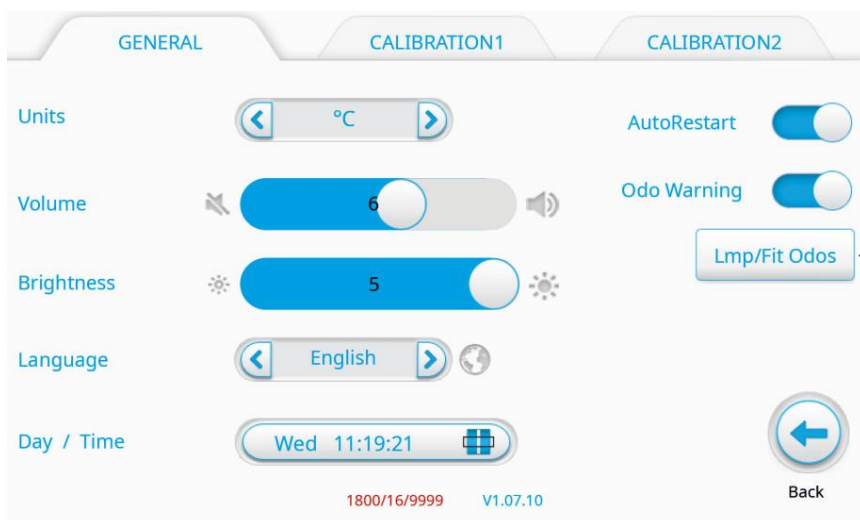 GENERAL CALIBRATION1 CALIBRATION2
Units °C AutoRestart
Volume 6 Odo Warning
Lmp/Fit Odos
Brightness 5
Language English
Day / Time Wed 11:19:21
Back
1800/16/9999 V1.07.10